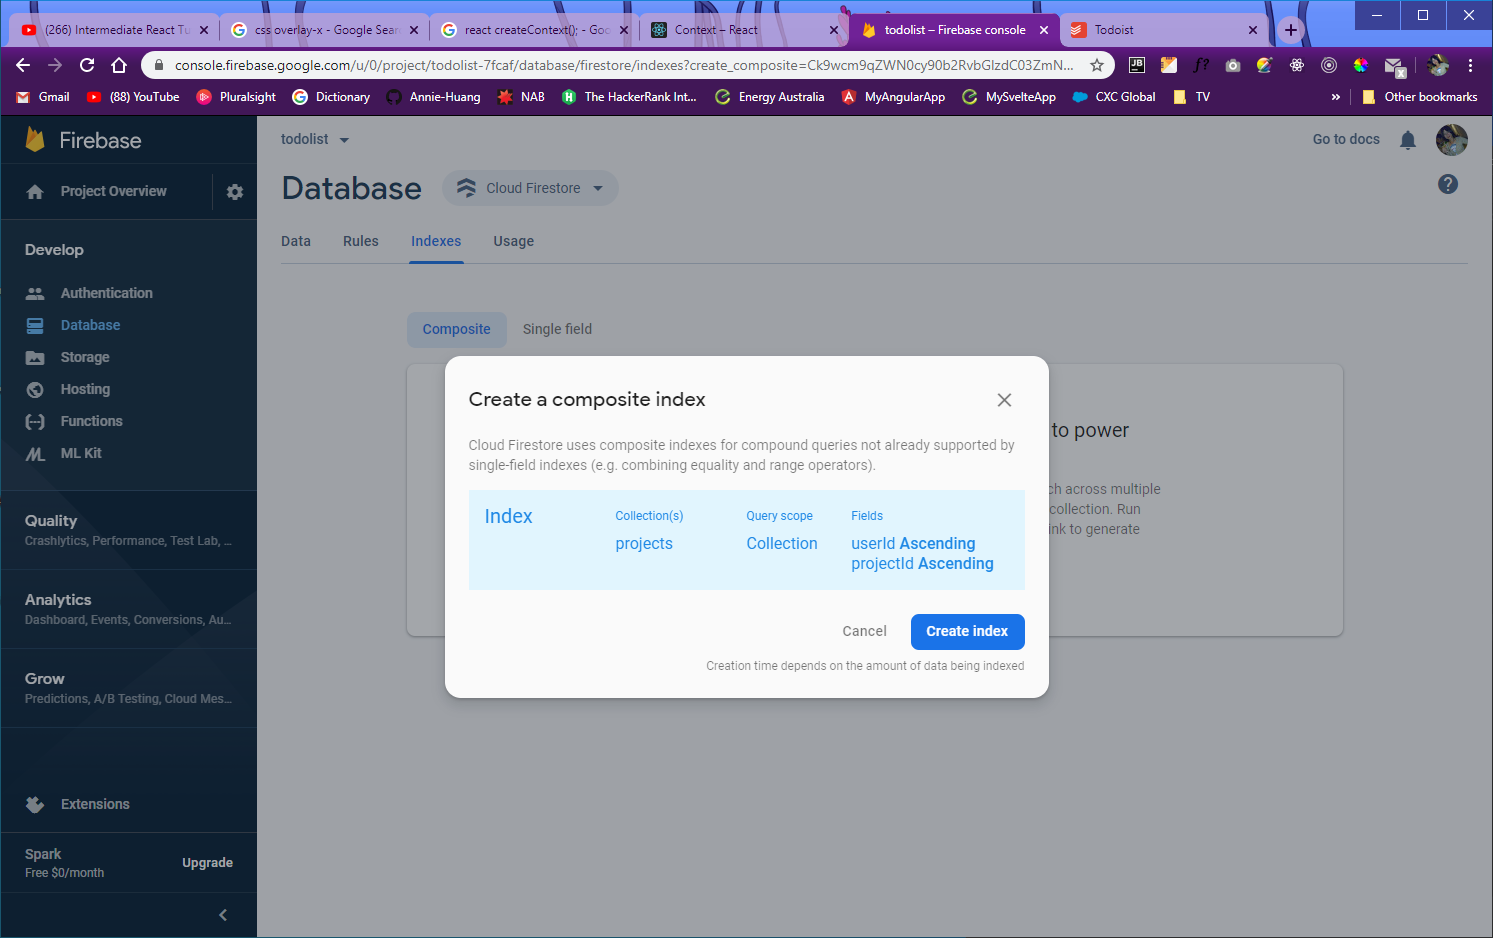 (266) Intermediate React Tu
css overlay-x - Google Sear
react createContext(); - Goo
Context – React
todolist – Firebase console
Todoist
console.firebase.google.com/u/0/project/todolist-7fcaf/database/firestore/indexes?create_composite=Ck9wcm9qZWN0cy90b2RvbGlzdC03ZmN...
Gmail
(88) YouTube
Pluralsight
Dictionary
Annie-Huang
NAB
The HackerRank Int...
Energy Australia
MyAngularApp
MySvelteApp
CXC Global
TV
»
Other bookmarks
Firebase
todolist
Go to docs
Project Overview
Database
Cloud Firestore
Data
Rules
Indexes
Usage
Develop
Authentication
Database
Storage
Hosting
Functions
ML Kit
Composite
Single field
to power
ch across multiple
collection. Run
ink to generate
Create a composite index
Cloud Firestore uses composite indexes for compound queries not already supported by
single-field indexes (e.g. combining equality and range operators).
Index
Collection(s)
Query scope
Fields
projects
Collection
userId Ascending
projectId Ascending
Cancel
Create index
Creation time depends on the amount of data being indexed
Quality
Crashlytics, Performance, Test Lab, ...
Analytics
Dashboard, Events, Conversions, Au...
Grow
Predictions, A/B Testing, Cloud Mes...
Extensions
Spark
Free $0/month
Upgrade